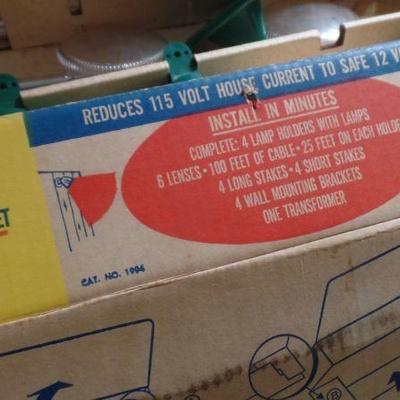 REDUCES 115 VOLT HOUSE CURRENT TO SAFE 12 V
INSTALL IN MINUTES
COMPLETE: 4 LAMP HOLDERS WITH LAMPS
6 LENSES • 100 FEET OF CABLE • 25 FEET ON EACH HOLD
4 LONG STAKES • 4 SHORT STAKES
4 WALL MOUNTING BRACKETS
ONE TRANSFORMER
ET
CAT. NO. 1996
B